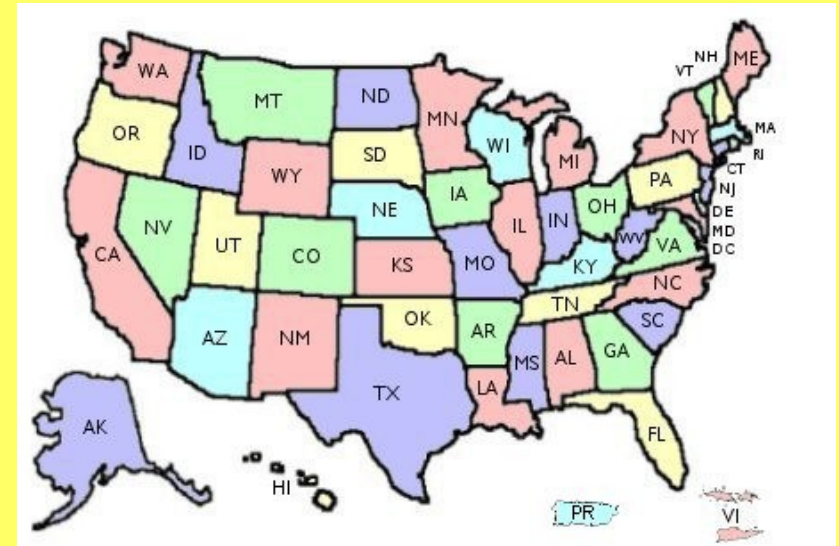 WA
MT
ND
MN
VT
NH
ME
OR
ID
SD
WI
MI
NY
MA
RI
WY
CT
PA
NJ
NV
UT
NE
IA
IL
IN
OH
DE
MD
DC
CA
CO
KS
MO
WV
VA
KY
NC
AZ
NM
OK
AR
TN
SC
TX
LA
MS
AL
GA
AK
FL
HI
PR
VI